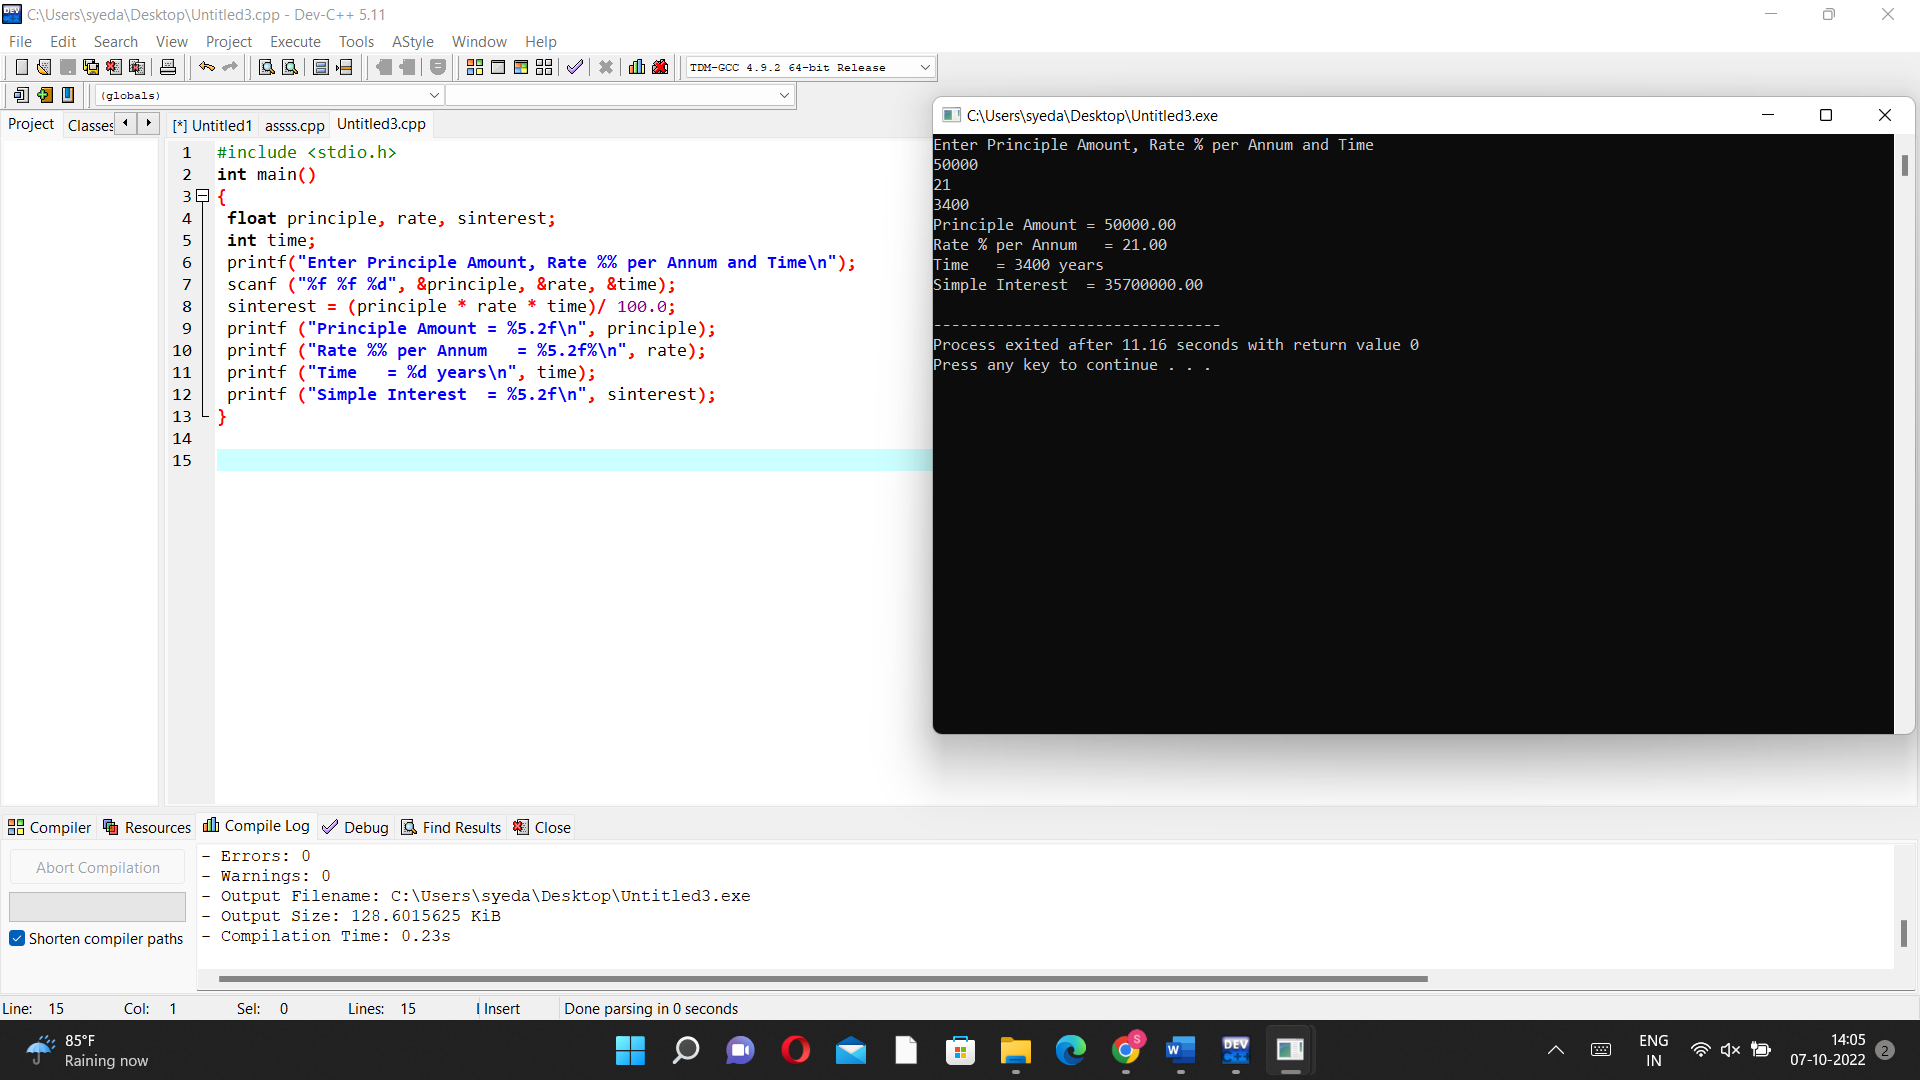 C:\Users\syeda\Desktop\Untitled3.cpp - Dev-C++ 5.11
File Edit Search View Project Execute Tools AStyle Window Help
TDM-GCC 4.9.2 64-bit Release
(globals)
Project Classes [*] Untitled1 assss.cpp Untitled3.cpp
1 #include <stdio.h>
2 int main()
3 {
4 float principle, rate, sinterest;
5 int time;
6 printf("Enter Principle Amount, Rate %% per Annum and Time\n");
7 scanf ("%f %f %d", &principle, &rate, &time);
8 sinterest = (principle * rate * time)/ 100.0;
9 printf ("Principle Amount = %5.2f\n", principle);
10 printf ("Rate %% per Annum   = %5.2f%\n", rate);
11 printf ("Time   = %d years\n", time);
12 printf ("Simple Interest  = %5.2f\n", sinterest);
13 }
14
15
C:\Users\syeda\Desktop\Untitled3.exe
Enter Principle Amount, Rate % per Annum and Time
50000
21
3400
Principle Amount = 50000.00
Rate % per Annum   = 21.00
Time   = 3400 years
Simple Interest  = 35700000.00
--------------------------------
Process exited after 11.16 seconds with return value 0
Press any key to continue . . .
Compiler Resources Compile Log Debug Find Results Close
Abort Compilation
Shorten compiler paths
- Errors: 0
- Warnings: 0
- Output Filename: C:\Users\syeda\Desktop\Untitled3.exe
- Output Size: 128.6015625 KiB
- Compilation Time: 0.23s
Line: 15 Col: 1 Sel: 0 Lines: 15 Insert Done parsing in 0 seconds
85°F
Raining now
S
W
DEV
C++
ENG
IN
14:05
07-10-2022
2